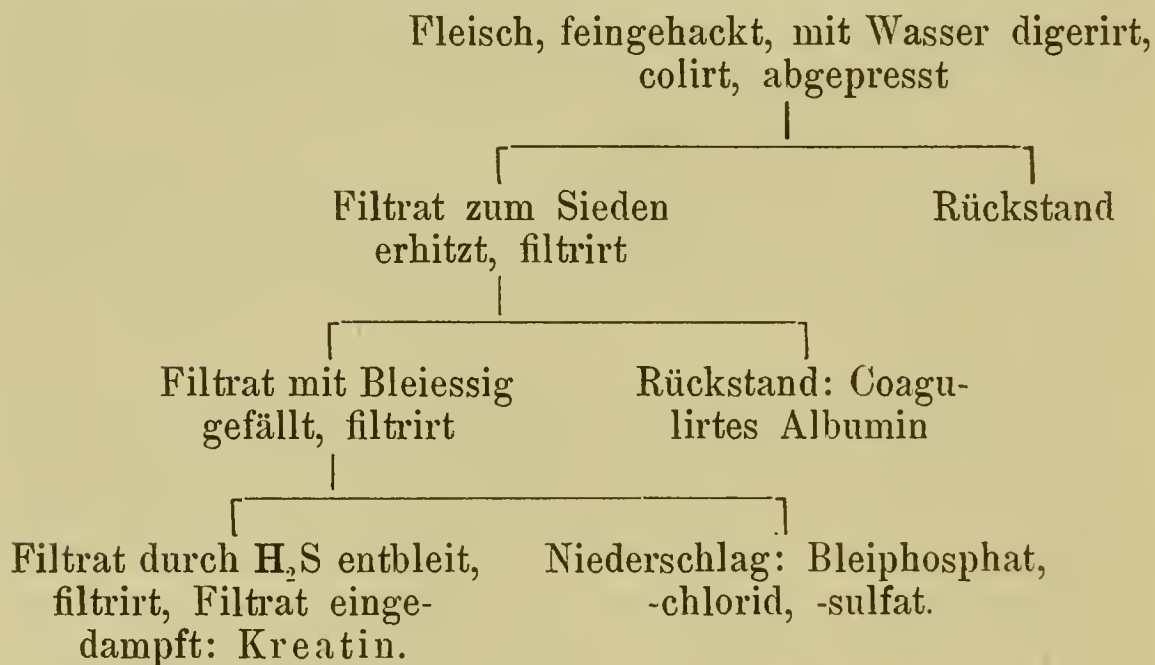 Fleisch, feingehackt, mit Wasser digerirt,
colirt, abgepresst
Filtrat zum Sieden
erhitzt, filtrirt
Rückstand
Filtrat mit Bleiessig
gefällt, filtrirt
Rückstand: Coagu-
lirtes Albumin
Filtrat durch H₂S entbleit,
filtrirt, Filtrat einge-
dampft: Kreatin.
Niederschlag: Bleiphosphat,
-chlorid, -sulfat.